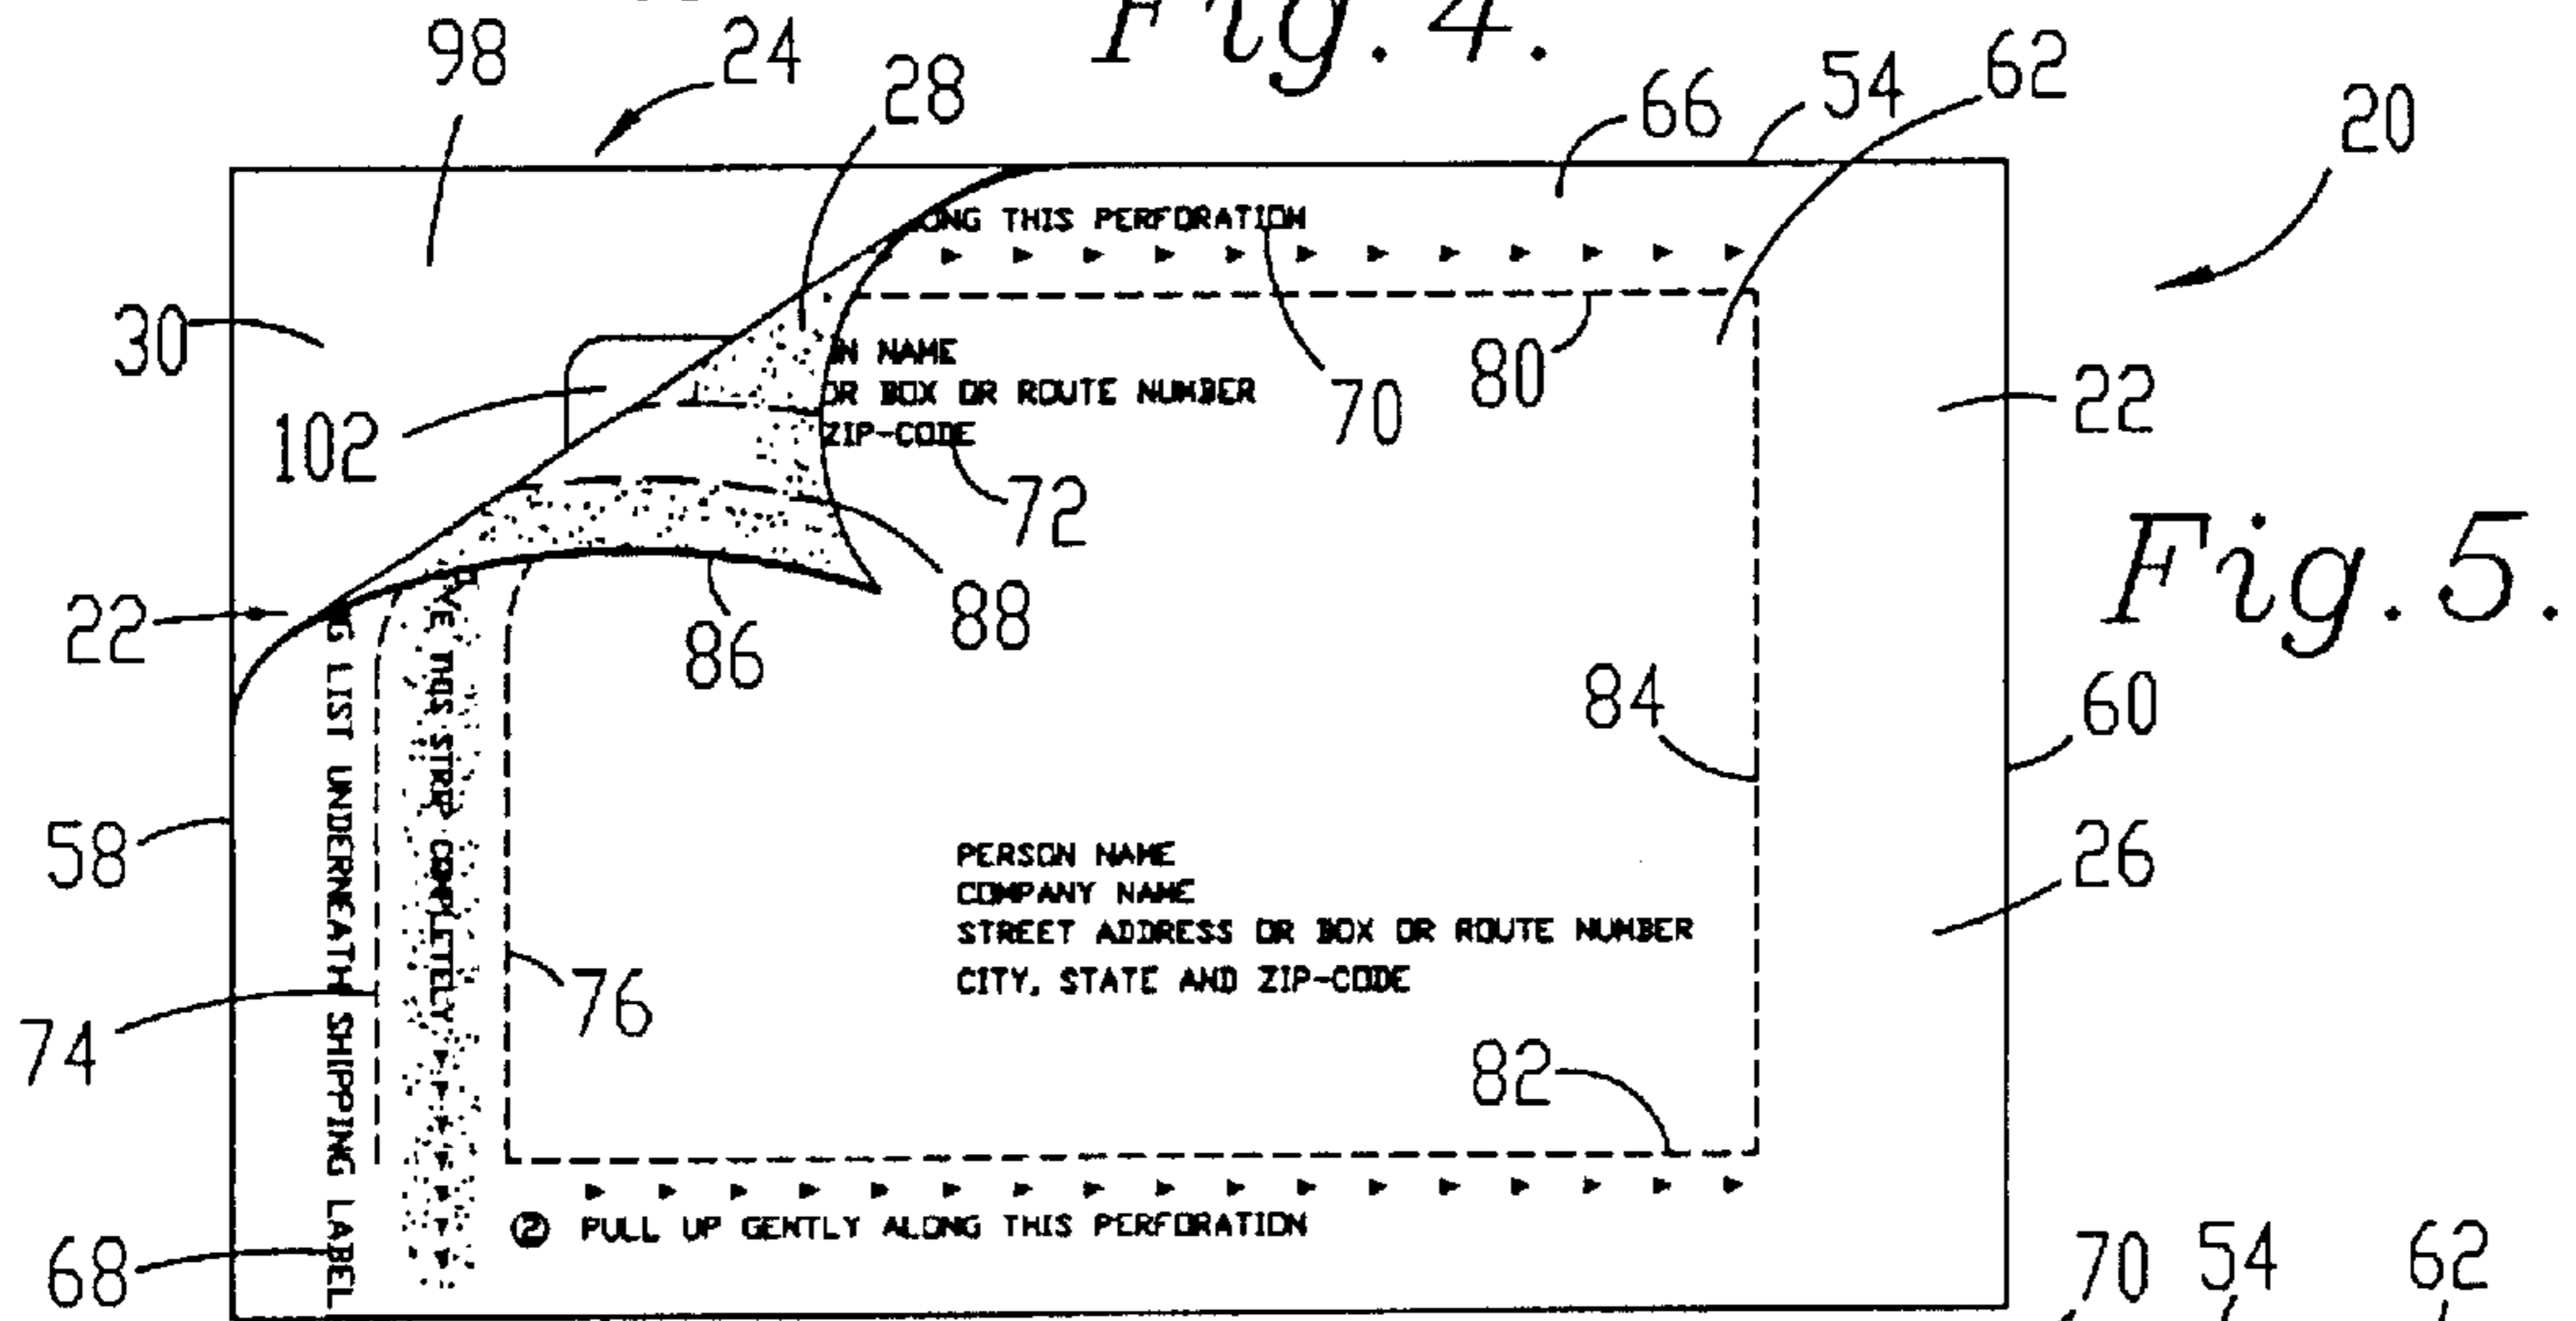 Fig. 4.
98
24
28
66
54
62
20
ONG THIS PERFORATION
30
N NAME
OR BOX OR ROUTE NUMBER
ZIP-CODE
80
70
22
102
72
Fig. 5.
22
88
86
84
60
G LIST UNDERNEATH SHIPPING LABEL
OVE THIS STRIP COMPLETELY
58
PERSON NAME
COMPANY NAME
STREET ADDRESS OR BOX OR ROUTE NUMBER
CITY, STATE AND ZIP-CODE
26
76
74
82
② PULL UP GENTLY ALONG THIS PERFORATION
68
70 54 62